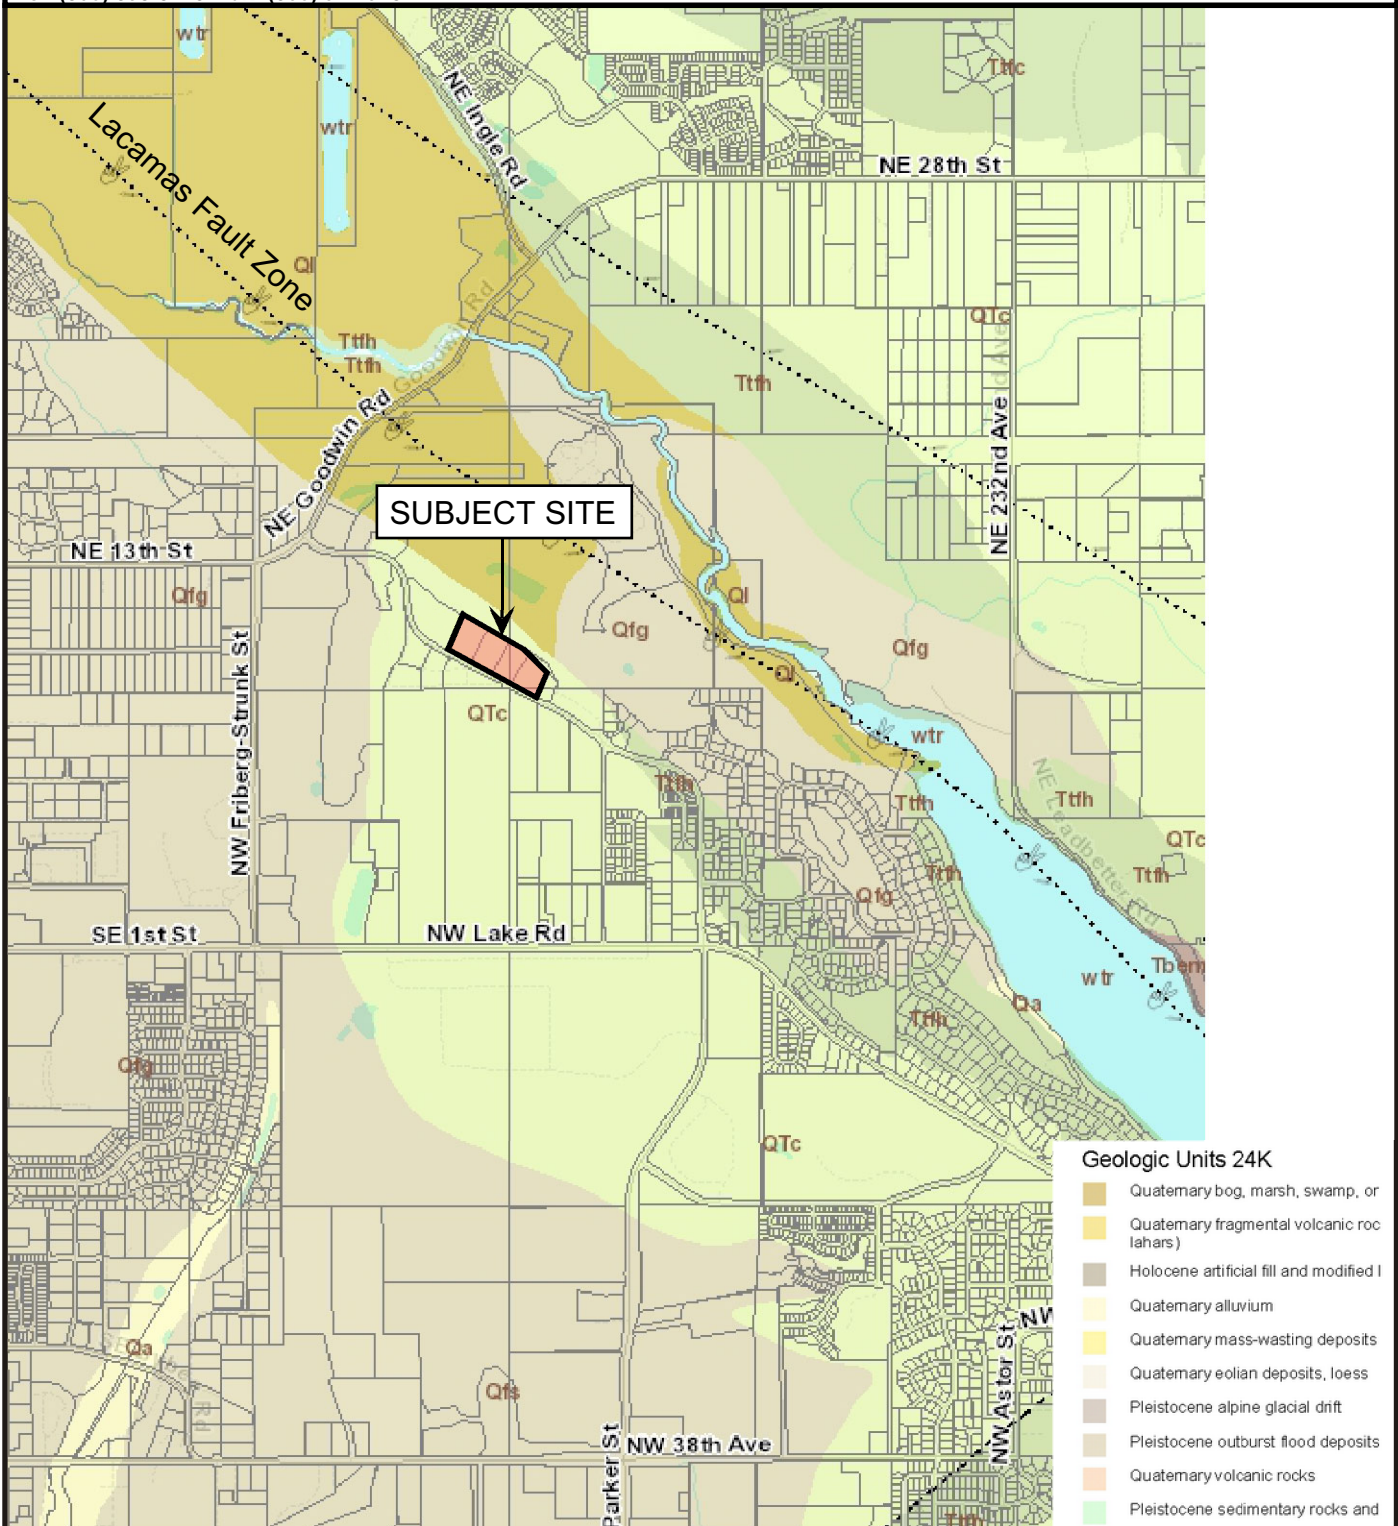 wtr
wtr
NE Ingle Rd
Ttfc
NE 28th St
Lacamas Fault Zone
Ql
QTc
Ttfh
Ttfh
Ttfh
Goodwin Rd
NE Goodwin Rd
NE 232nd Ave
SUBJECT SITE
NE 13th St
Qfg
Ql
Qfg
Qfg
NW Friberg-Strunk St
Ql
QTc
wtr
Ttfh
Ttfh
Ttfh
NE Leadbetter Rd
QTc
Ttfh
Ttfh
Qfg
SE 1st St
NW Lake Rd
wtr
Qa
Ttfh
Qfg
QTc
Geologic Units 24K
Quaternary bog, marsh, swamp, or
Quaternary fragmental volcanic roc
lahars)
Holocene artificial fill and modified l
Quaternary alluvium
Quaternary mass-wasting deposits
Quaternary eolian deposits, loess
Pleistocene alpine glacial drift
Pleistocene outburst flood deposits
Quaternary volcanic rocks
Pleistocene sedimentary rocks and
NW
NW Astor St
Qa
Qfs
Parker St
NW 38th Ave
Ttfh